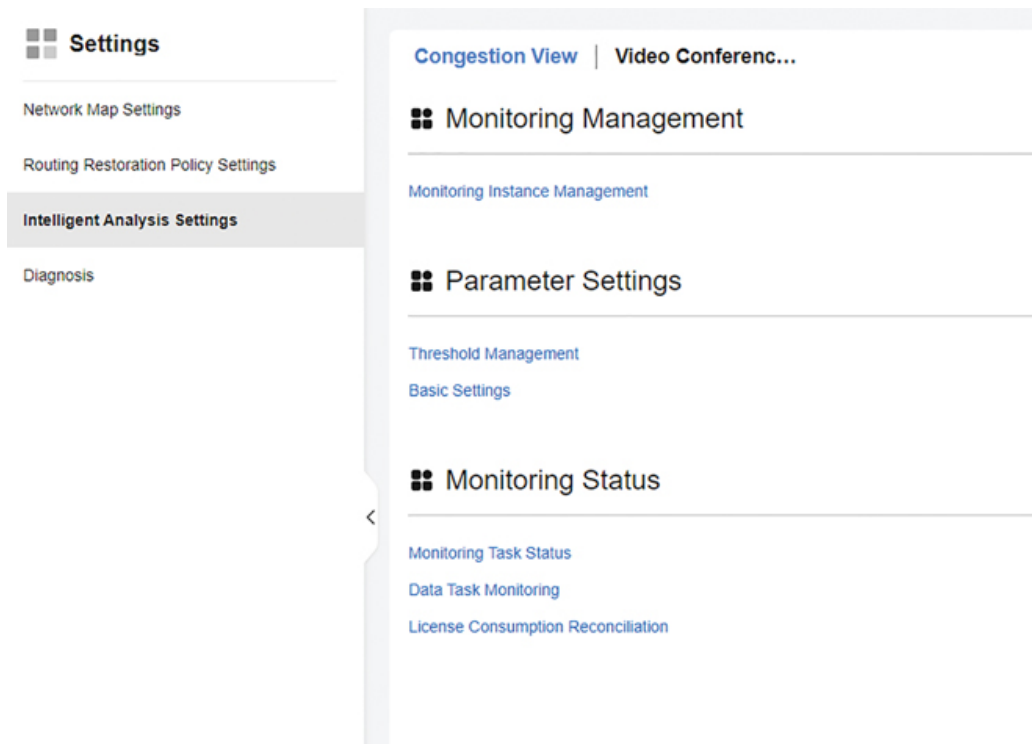 Settings
Network Map Settings
Routing Restoration Policy Settings
Intelligent Analysis Settings
Diagnosis
Congestion View | Video Conferenc...
Monitoring Management
Monitoring Instance Management
Parameter Settings
Threshold Management
Basic Settings
Monitoring Status
Monitoring Task Status
Data Task Monitoring
License Consumption Reconciliation